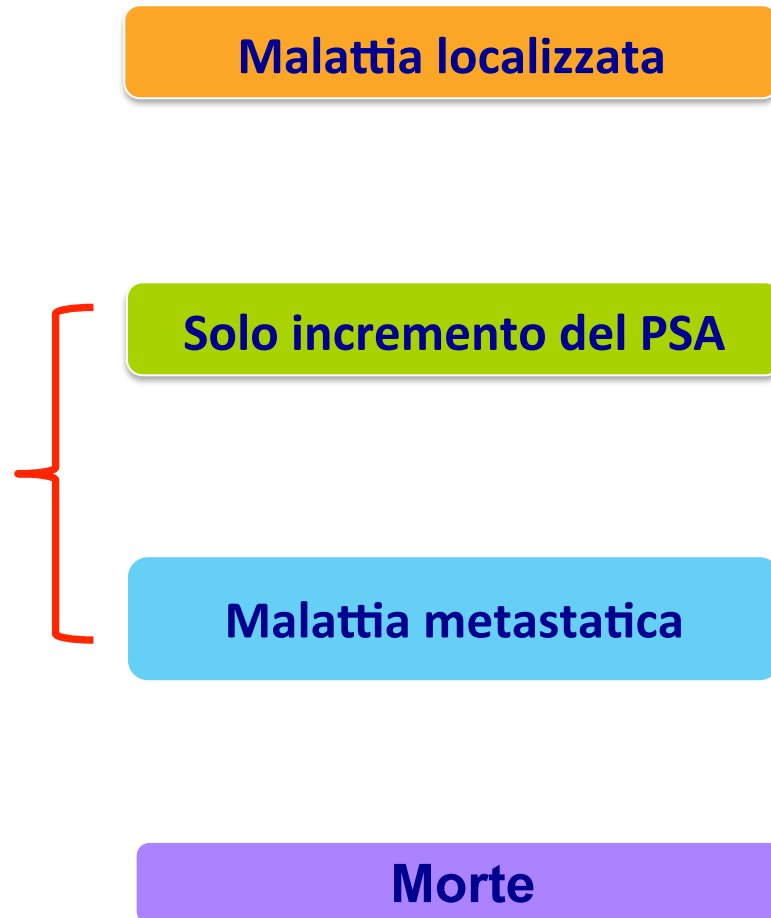 Malattia localizzata
Solo incremento del PSA
Malattia metastatica
Morte